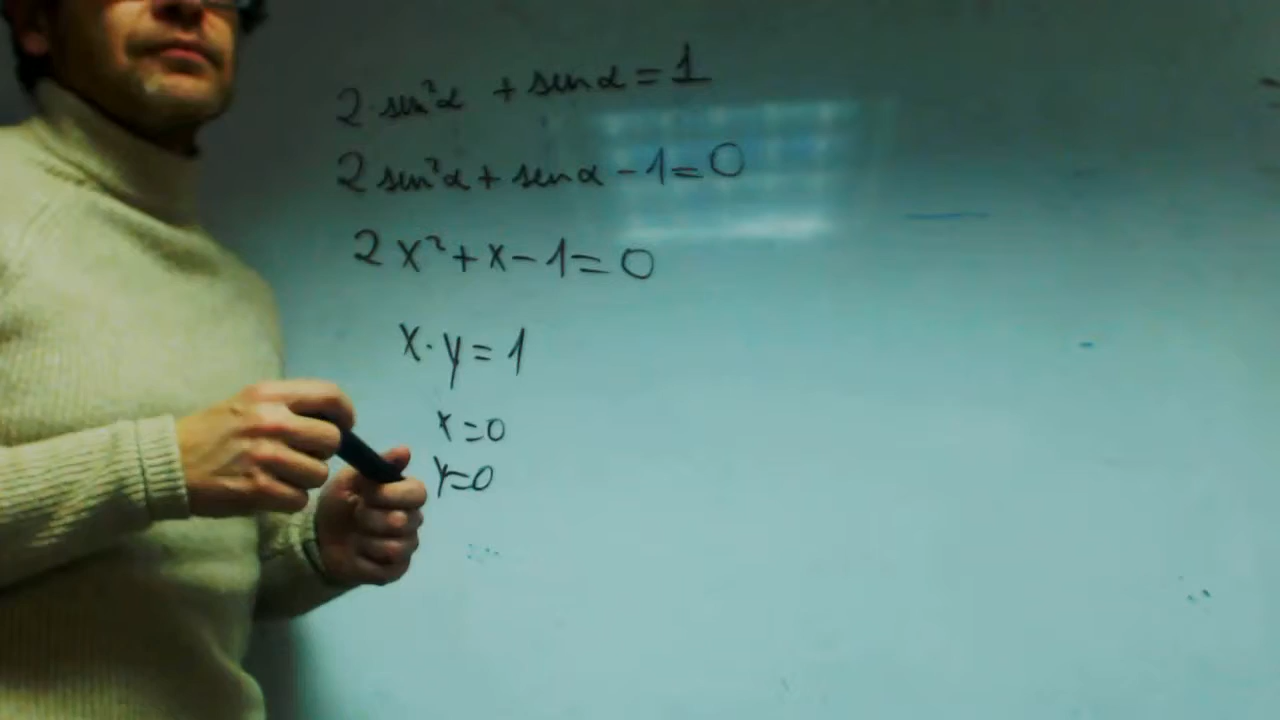 2·sen²α + senα = 1
2 sen²α + senα - 1 = 0
2x² + x - 1 = 0
x·y = 1
x = 0
y = 0